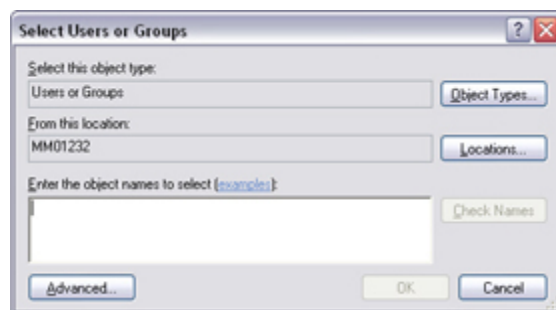 Select Users or Groups
Select this object type:
Users or Groups
Object Types...
From this location:
MM01232
Locations...
Enter the object names to select (examples):
Check Names
Advanced...
OK
Cancel